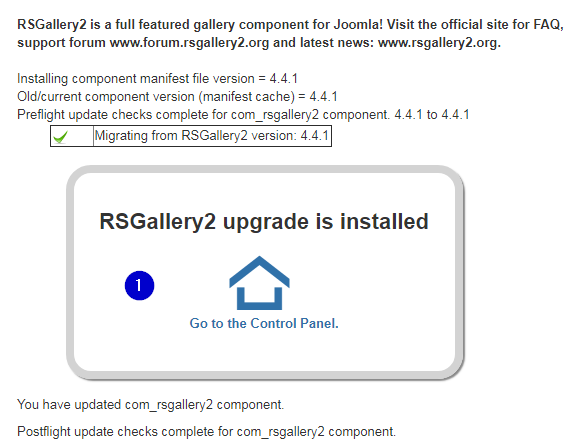 RSGallery2 is a full featured gallery component for Joomla! Visit the official site for FAQ,
support forum www.forum.rsgallery2.org and latest news: www.rsgallery2.org.
Installing component manifest file version = 4.4.1
Old/current component version (manifest cache) = 4.4.1
Preflight update checks complete for com_rsgallery2 component. 4.4.1 to 4.4.1
Migrating from RSGallery2 version: 4.4.1
RSGallery2 upgrade is installed
1
Go to the Control Panel.
You have updated com_rsgallery2 component.
Postflight update checks complete for com_rsgallery2 component.